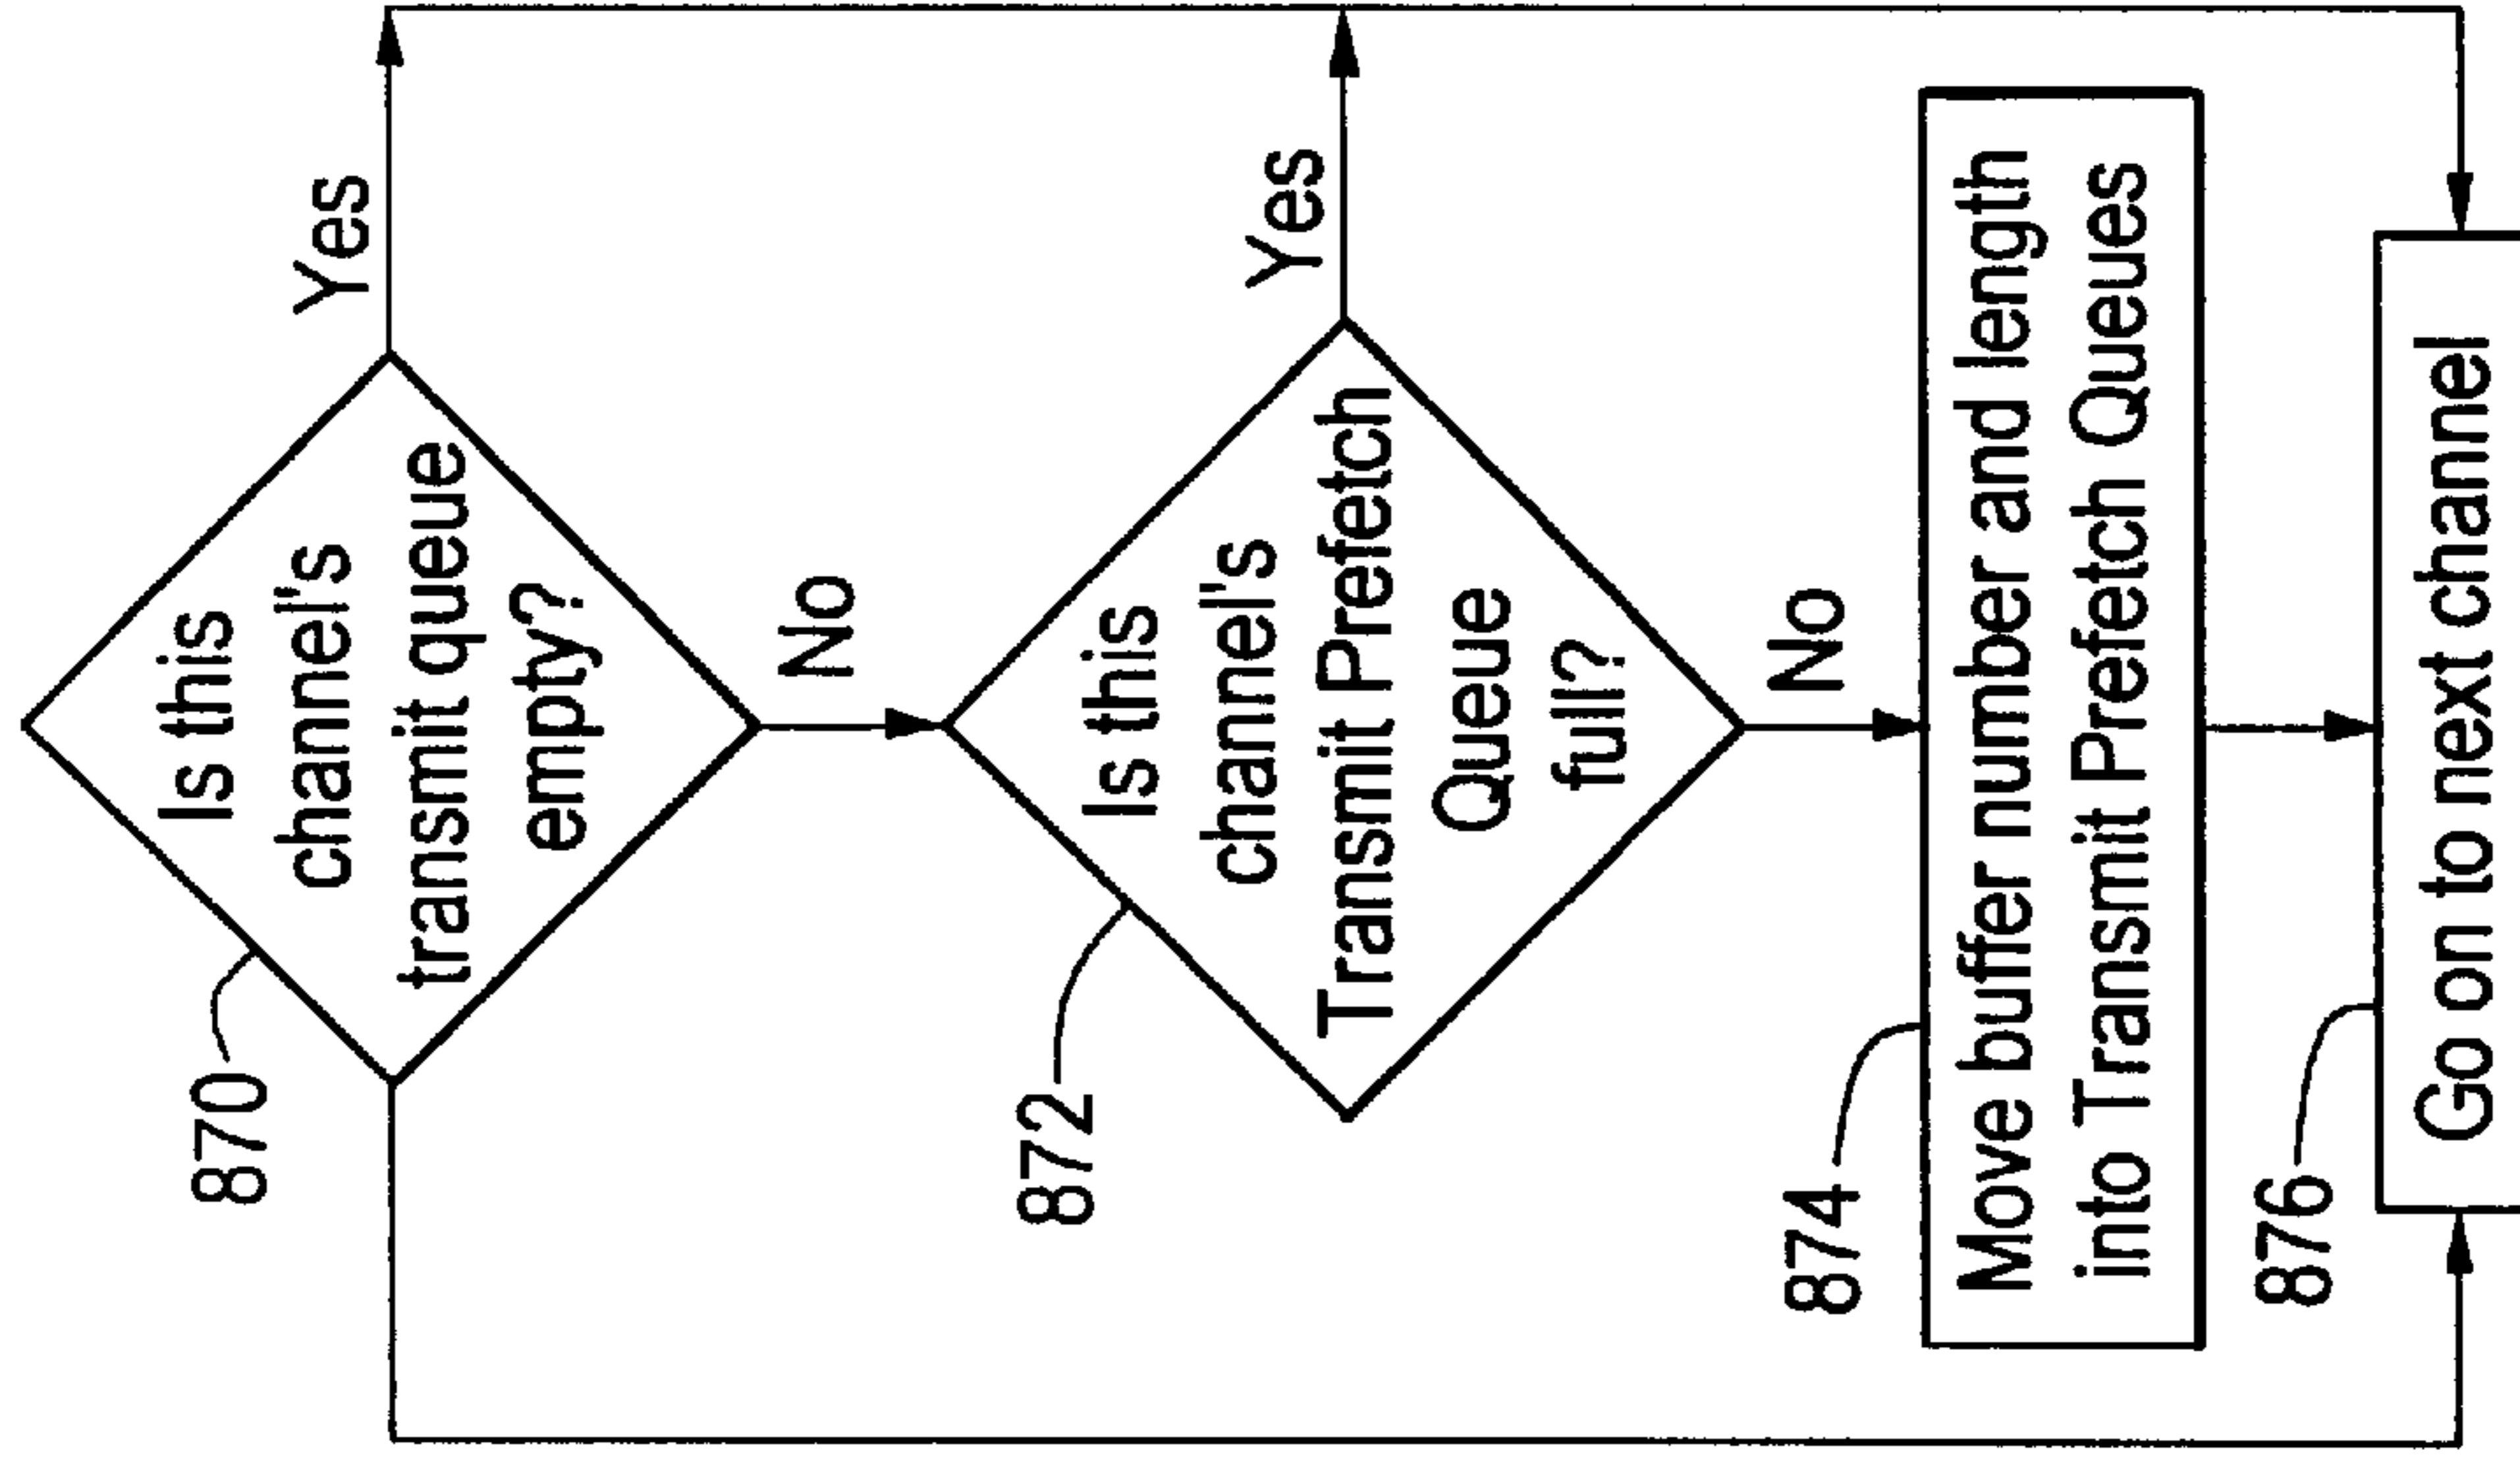 870
Is this
channel's
transmit queue
empty?
Yes
No
872
Is this
channel's
Transmit Prefetch
Queue
full?
Yes
No
874
Move buffer number and length
into Transmit Prefetch Queues
876
Go on to next channel